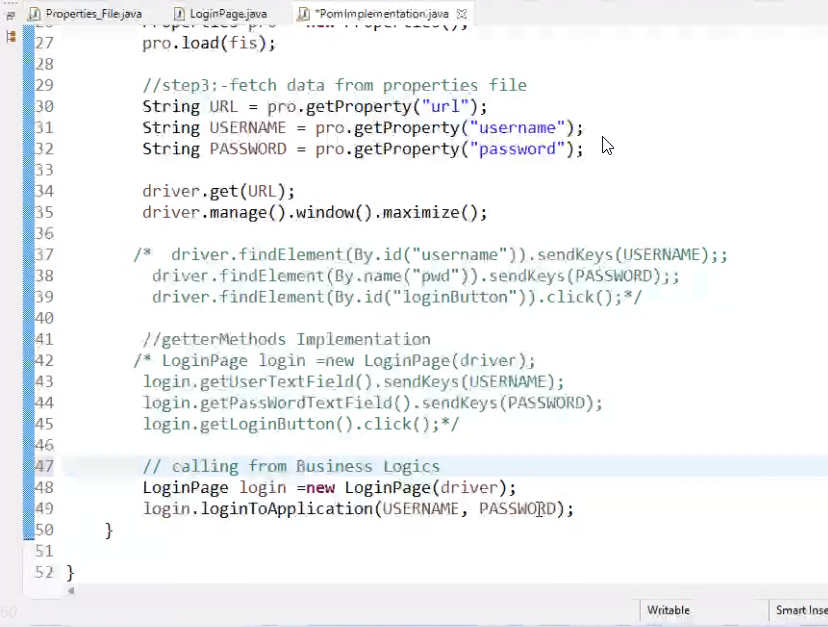 Properties_File.java
LoginPage.java
*PomImplementation.java
27 pro.load(fis);
28
29 //step3:-fetch data from properties file
30 String URL = pro.getProperty("url");
31 String USERNAME = pro.getProperty("username");
32 String PASSWORD = pro.getProperty("password");
33
34 driver.get(URL);
35 driver.manage().window().maximize();
36
37 /* driver.findElement(By.id("username")).sendKeys(USERNAME);;
38 driver.findElement(By.name("pwd")).sendKeys(PASSWORD);;
39 driver.findElement(By.id("loginButton")).click();*/
40
41 //getterMethods Implementation
42 /* LoginPage login =new LoginPage(driver);
43 login.getUserTextField().sendKeys(USERNAME);
44 login.getPassWordTextField().sendKeys(PASSWORD);
45 login.getLoginButton().click();*/
46
47 // calling from Business Logics
48 LoginPage login =new LoginPage(driver);
49 login.loginToApplication(USERNAME, PASSWORD);
50 }
51
52 }
Writable
Smart Inse